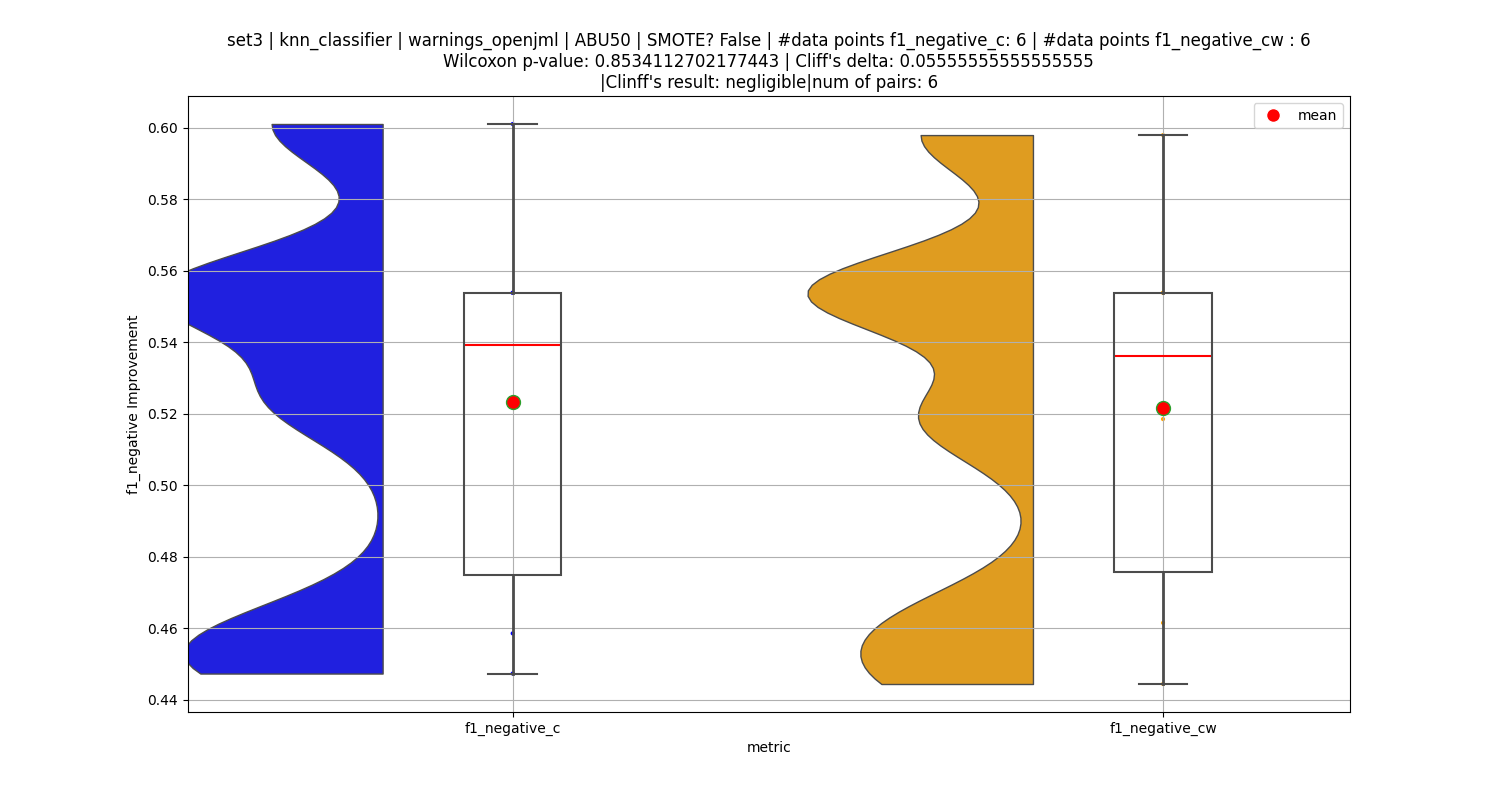 set3 | knn_classifier | warnings_openjml | ABU50 | SMOTE? False | #data points f1_negative_c: 6 | #data points f1_negative_cw : 6
Wilcoxon p-value: 0.8534112702177443 | Cliff's delta: 0.05555555555555555
|Clinff's result: negligible|num of pairs: 6
mean
0.60
0.58
0.56
0.54
0.52
0.50
0.48
0.46
0.44
f1_negative Improvement
f1_negative_c
f1_negative_cw
metric